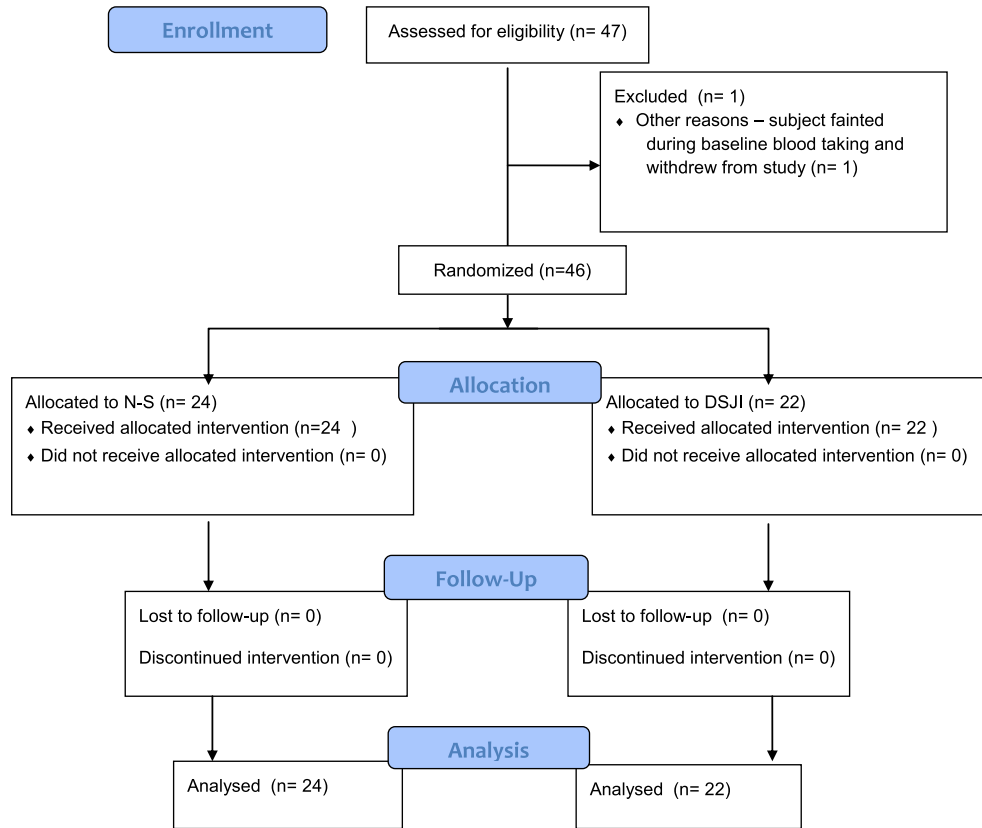 Enrollment
Assessed for eligibility (n= 47)
Excluded (n= 1)
♦ Other reasons – subject fainted
during baseline blood taking and
withdrew from study (n= 1)
Randomized (n=46)
Allocation
Allocated to N-S (n= 24)
♦ Received allocated intervention (n=24 )
♦ Did not receive allocated intervention (n= 0)
Allocated to DSJI (n= 22)
♦ Received allocated intervention (n= 22 )
♦ Did not receive allocated intervention (n= 0)
Follow-Up
Lost to follow-up (n= 0)
Discontinued intervention (n= 0)
Lost to follow-up (n= 0)
Discontinued intervention (n= 0)
Analysis
Analysed (n= 24)
Analysed (n= 22)